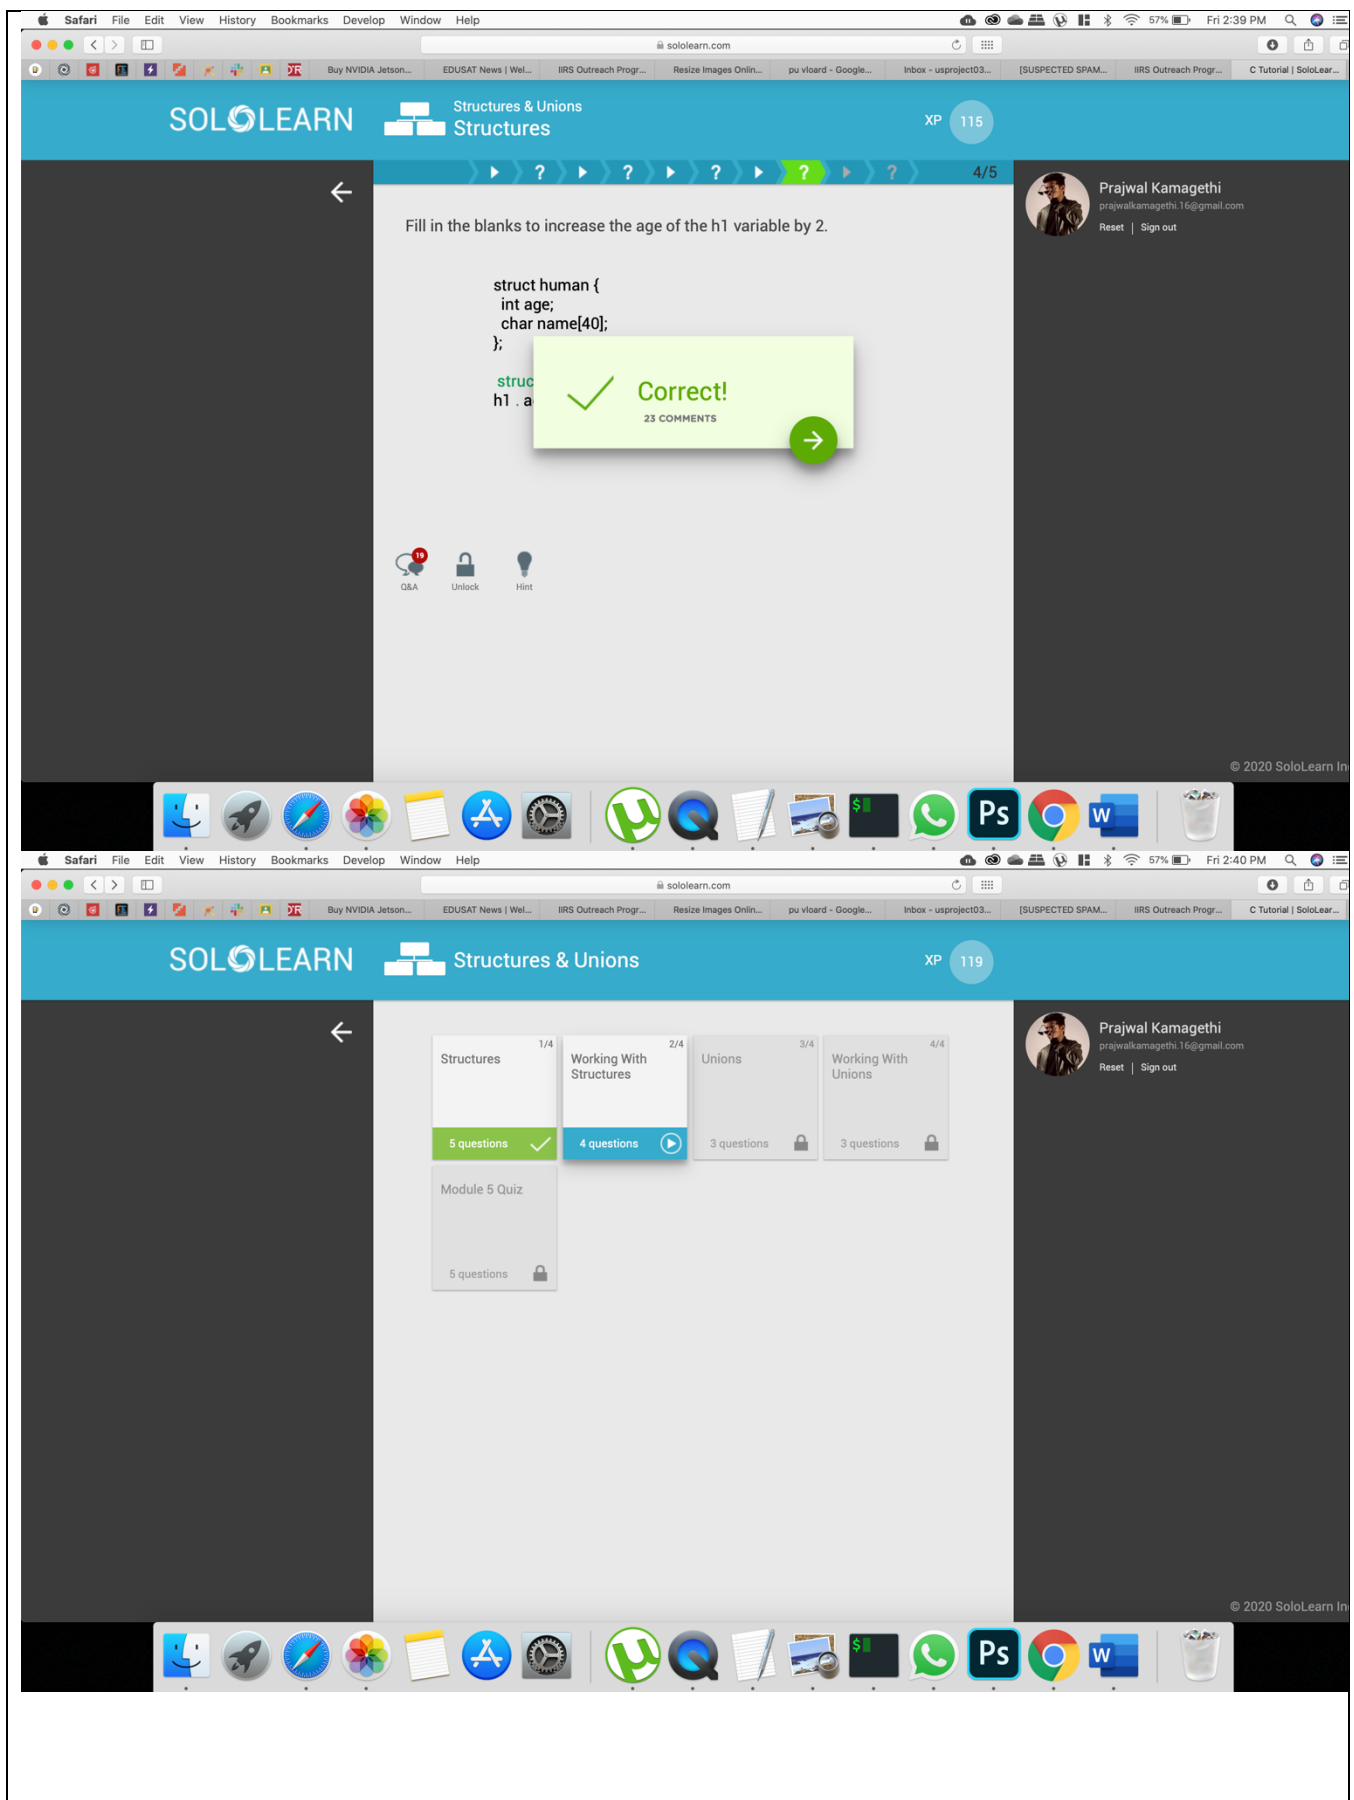 Safari File Edit View History Bookmarks Develop Window Help 57% Fri 2:39 PM
sololearn.com
Buy NVIDIA Jetson... EDUSAT News | Wel... IIRS Outreach Progr... Resize Images Onlin... pu vloard - Google... Inbox - usproject03... [SUSPECTED SPAM... IIRS Outreach Progr... C Tutorial | SoloLear...
SOLOLEARN
Structures & Unions
Structures
XP 115
? ? ? ? ? 4/5
Prajwal Kamagethi
prajwalkamagethi.16@gmail.com
Reset | Sign out
Fill in the blanks to increase the age of the h1 variable by 2.
struct human {
int age;
char name[40];
};
struc
h1 . a
Correct!
23 COMMENTS
19
Q&A Unlock Hint
© 2020 SoloLearn In
$ Ps W
Safari File Edit View History Bookmarks Develop Window Help 57% Fri 2:40 PM
sololearn.com
Buy NVIDIA Jetson... EDUSAT News | Wel... IIRS Outreach Progr... Resize Images Onlin... pu vloard - Google... Inbox - usproject03... [SUSPECTED SPAM... IIRS Outreach Progr... C Tutorial | SoloLear...
SOLOLEARN
Structures & Unions
XP 119
Prajwal Kamagethi
prajwalkamagethi.16@gmail.com
Reset | Sign out
1/4
Structures
5 questions
2/4
Working With
Structures
4 questions
3/4
Unions
3 questions
4/4
Working With
Unions
3 questions
Module 5 Quiz
5 questions
© 2020 SoloLearn In
$ Ps W